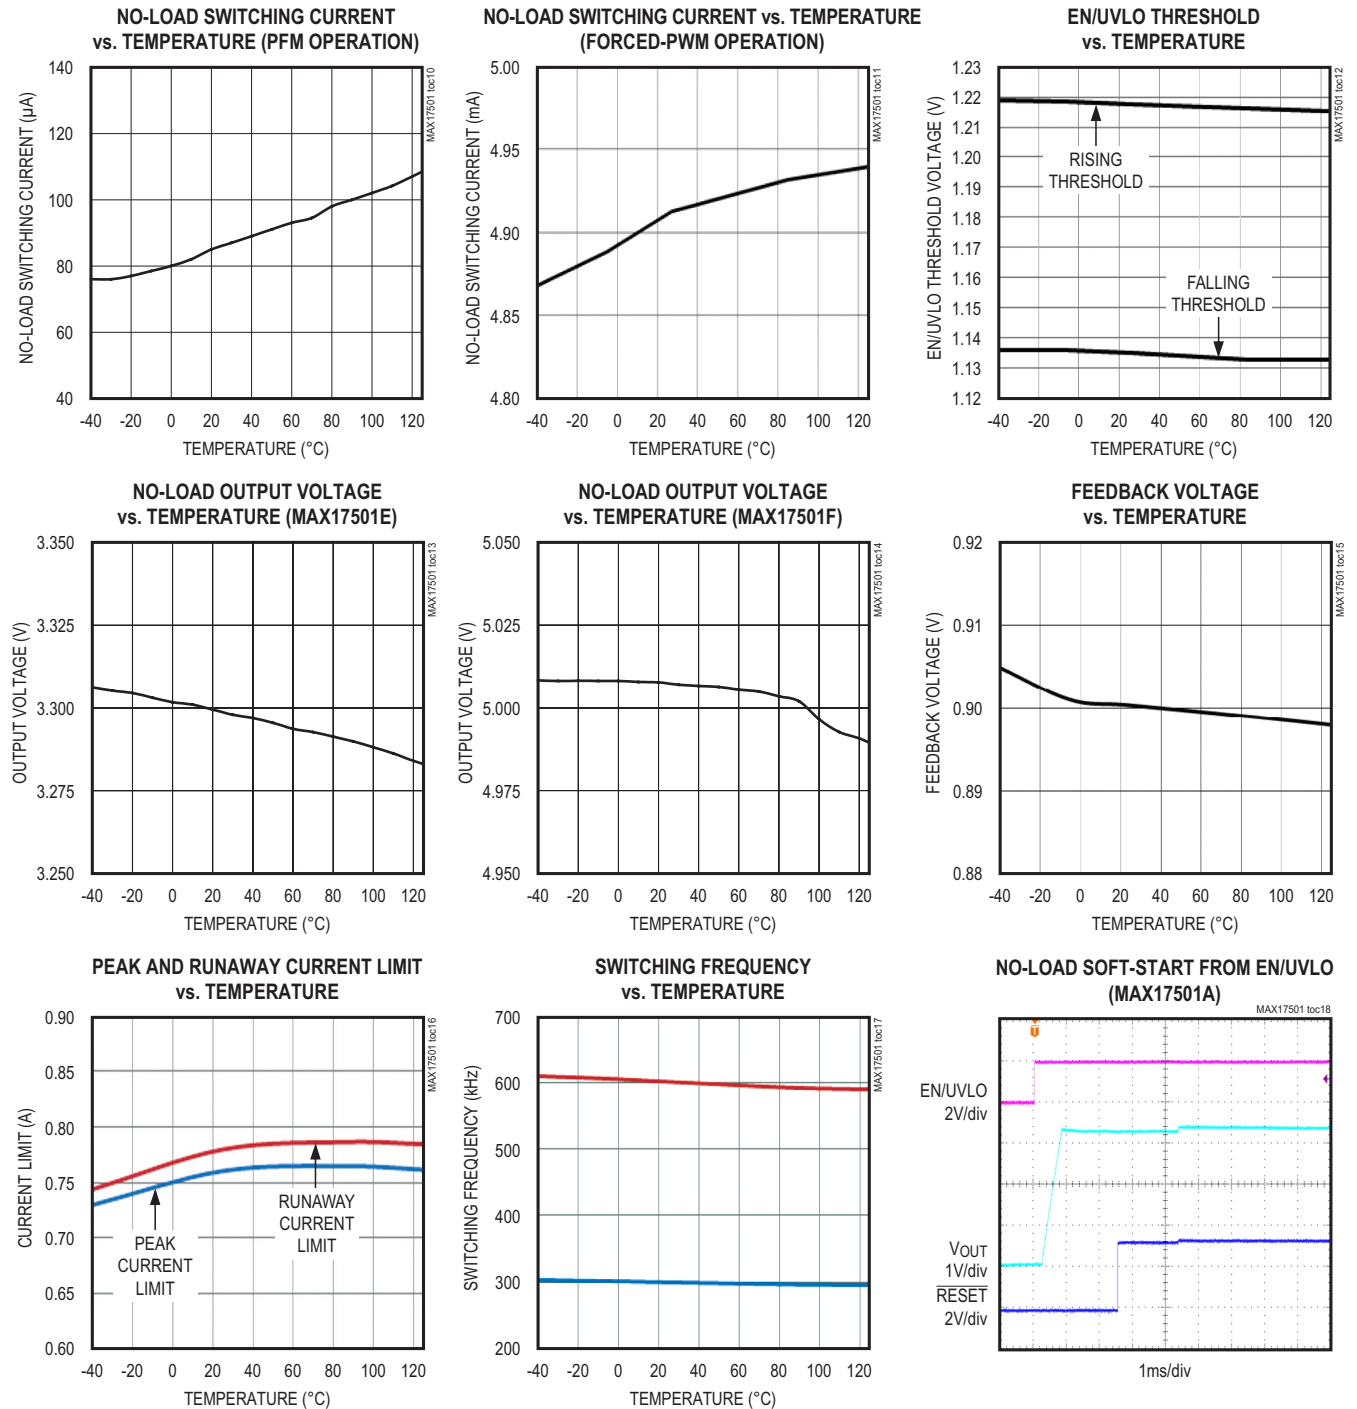 NO-LOAD SWITCHING CURRENT
vs. TEMPERATURE (PFM OPERATION)
NO-LOAD SWITCHING CURRENT (µA)
140
120
100
80
60
40
-40 -20 0 20 40 60 80 100 120
TEMPERATURE (°C)
MAX17501 toc10
NO-LOAD SWITCHING CURRENT vs. TEMPERATURE
(FORCED-PWM OPERATION)
NO-LOAD SWITCHING CURRENT (mA)
5.00
4.95
4.90
4.85
4.80
-40 -20 0 20 40 60 80 100 120
TEMPERATURE (°C)
MAX17501 toc11
EN/UVLO THRESHOLD
vs. TEMPERATURE
EN/UVLO THRESHOLD VOLTAGE (V)
1.23
1.22
1.21
1.20
1.19
1.18
1.17
1.16
1.15
1.14
1.13
1.12
RISING
THRESHOLD
FALLING
THRESHOLD
-40 -20 0 20 40 60 80 100 120
TEMPERATURE (°C)
MAX17501 toc12
NO-LOAD OUTPUT VOLTAGE
vs. TEMPERATURE (MAX17501E)
OUTPUT VOLTAGE (V)
3.350
3.325
3.300
3.275
3.250
-40 -20 0 20 40 60 80 100 120
TEMPERATURE (°C)
MAX17501 toc13
NO-LOAD OUTPUT VOLTAGE
vs. TEMPERATURE (MAX17501F)
OUTPUT VOLTAGE (V)
5.050
5.025
5.000
4.975
4.950
-40 -20 0 20 40 60 80 100 120
TEMPERATURE (°C)
MAX17501 toc14
FEEDBACK VOLTAGE
vs. TEMPERATURE
FEEDBACK VOLTAGE (V)
0.92
0.91
0.90
0.89
0.88
-40 -20 0 20 40 60 80 100 120
TEMPERATURE (°C)
MAX17501 toc15
PEAK AND RUNAWAY CURRENT LIMIT
vs. TEMPERATURE
CURRENT LIMIT (A)
0.90
0.85
0.80
0.75
0.70
0.65
0.60
RUNAWAY
CURRENT
LIMIT
PEAK
CURRENT
LIMIT
-40 -20 0 20 40 60 80 100 120
TEMPERATURE (°C)
MAX17501 toc16
SWITCHING FREQUENCY
vs. TEMPERATURE
SWITCHING FREQUENCY (kHz)
700
600
500
400
300
200
-40 -20 0 20 40 60 80 100 120
TEMPERATURE (°C)
MAX17501 toc17
NO-LOAD SOFT-START FROM EN/UVLO
(MAX17501A)
MAX17501 toc18
T
EN/UVLO
2V/div
VOUT
1V/div
RESET
2V/div
1ms/div